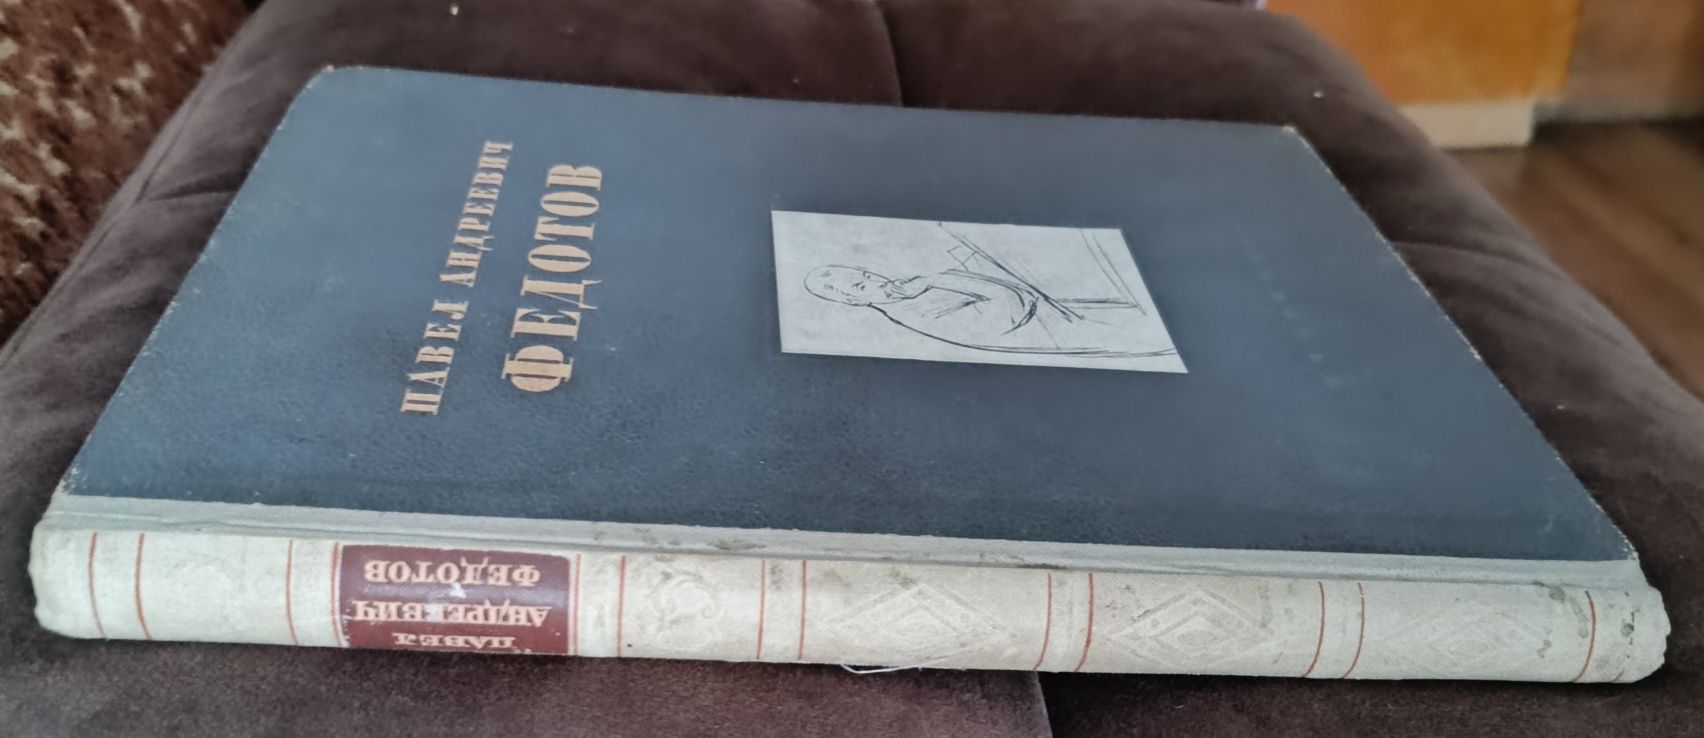 ПАВЕЛ АНДРЕЕВИЧ
ФЕДОТОВ
ПАВЕЛ
АНДРЕЕВИЧ
ФЕДОТОВ